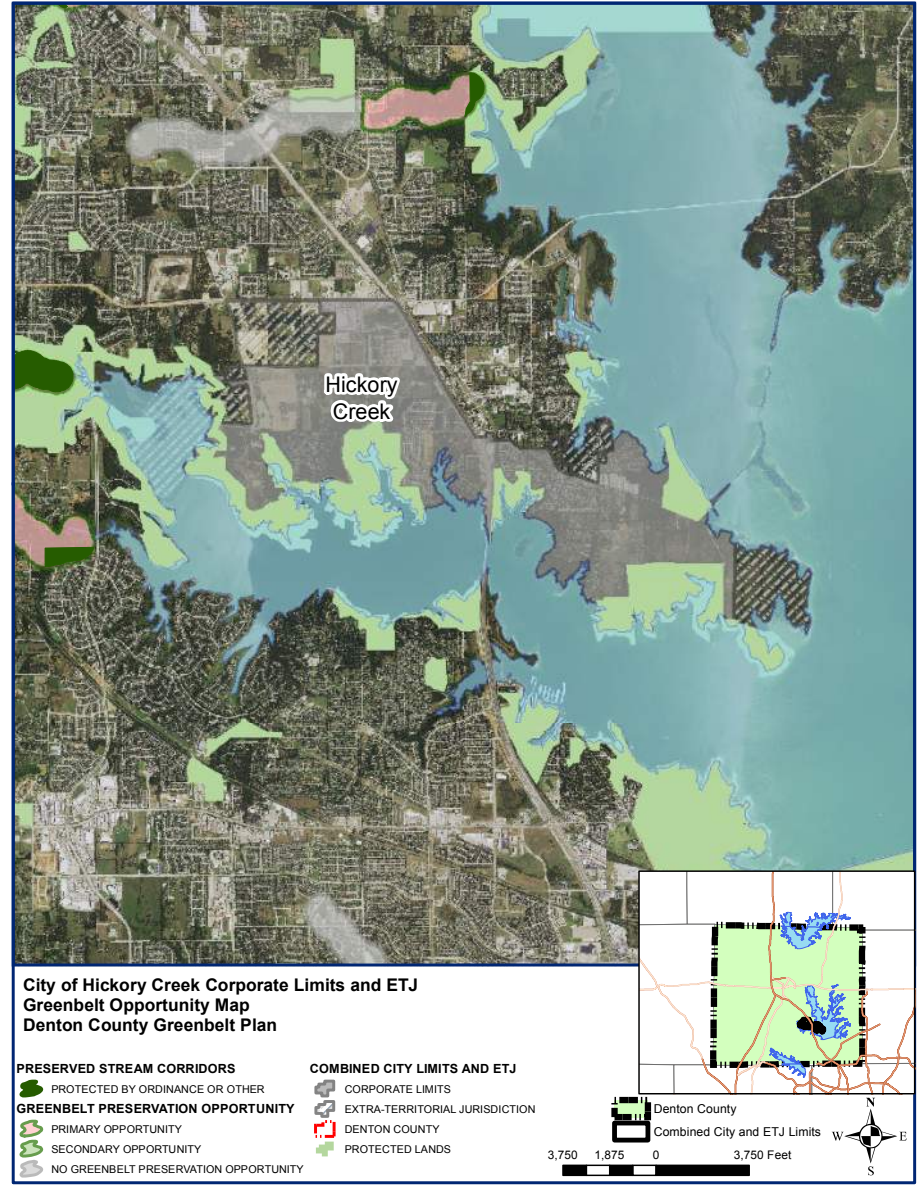 Hickory
Creek
City of Hickory Creek Corporate Limits and ETJ
Greenbelt Opportunity Map
Denton County Greenbelt Plan
PRESERVED STREAM CORRIDORS
PROTECTED BY ORDINANCE OR OTHER
GREENBELT PRESERVATION OPPORTUNITY
PRIMARY OPPORTUNITY
SECONDARY OPPORTUNITY
NO GREENBELT PRESERVATION OPPORTUNITY
COMBINED CITY LIMITS AND ETJ
CORPORATE LIMITS
EXTRA-TERRITORIAL JURISDICTION
DENTON COUNTY
PROTECTED LANDS
Denton County
Combined City and ETJ Limits
3,750 1,875 0 3,750 Feet
N
W E
S